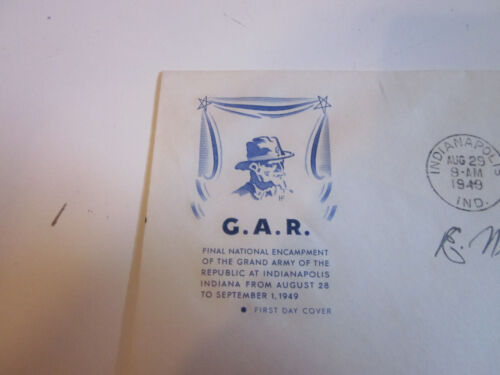 G.A.R.
FINAL NATIONAL ENCAMPMENT
OF THE GRAND ARMY OF THE
REPUBLIC AT INDIANAPOLIS
INDIANA FROM AUGUST 28
TO SEPTEMBER 1, 1949
● FIRST DAY COVER
INDIANAPOLIS
AUG 29
9-AM
1949
IND.